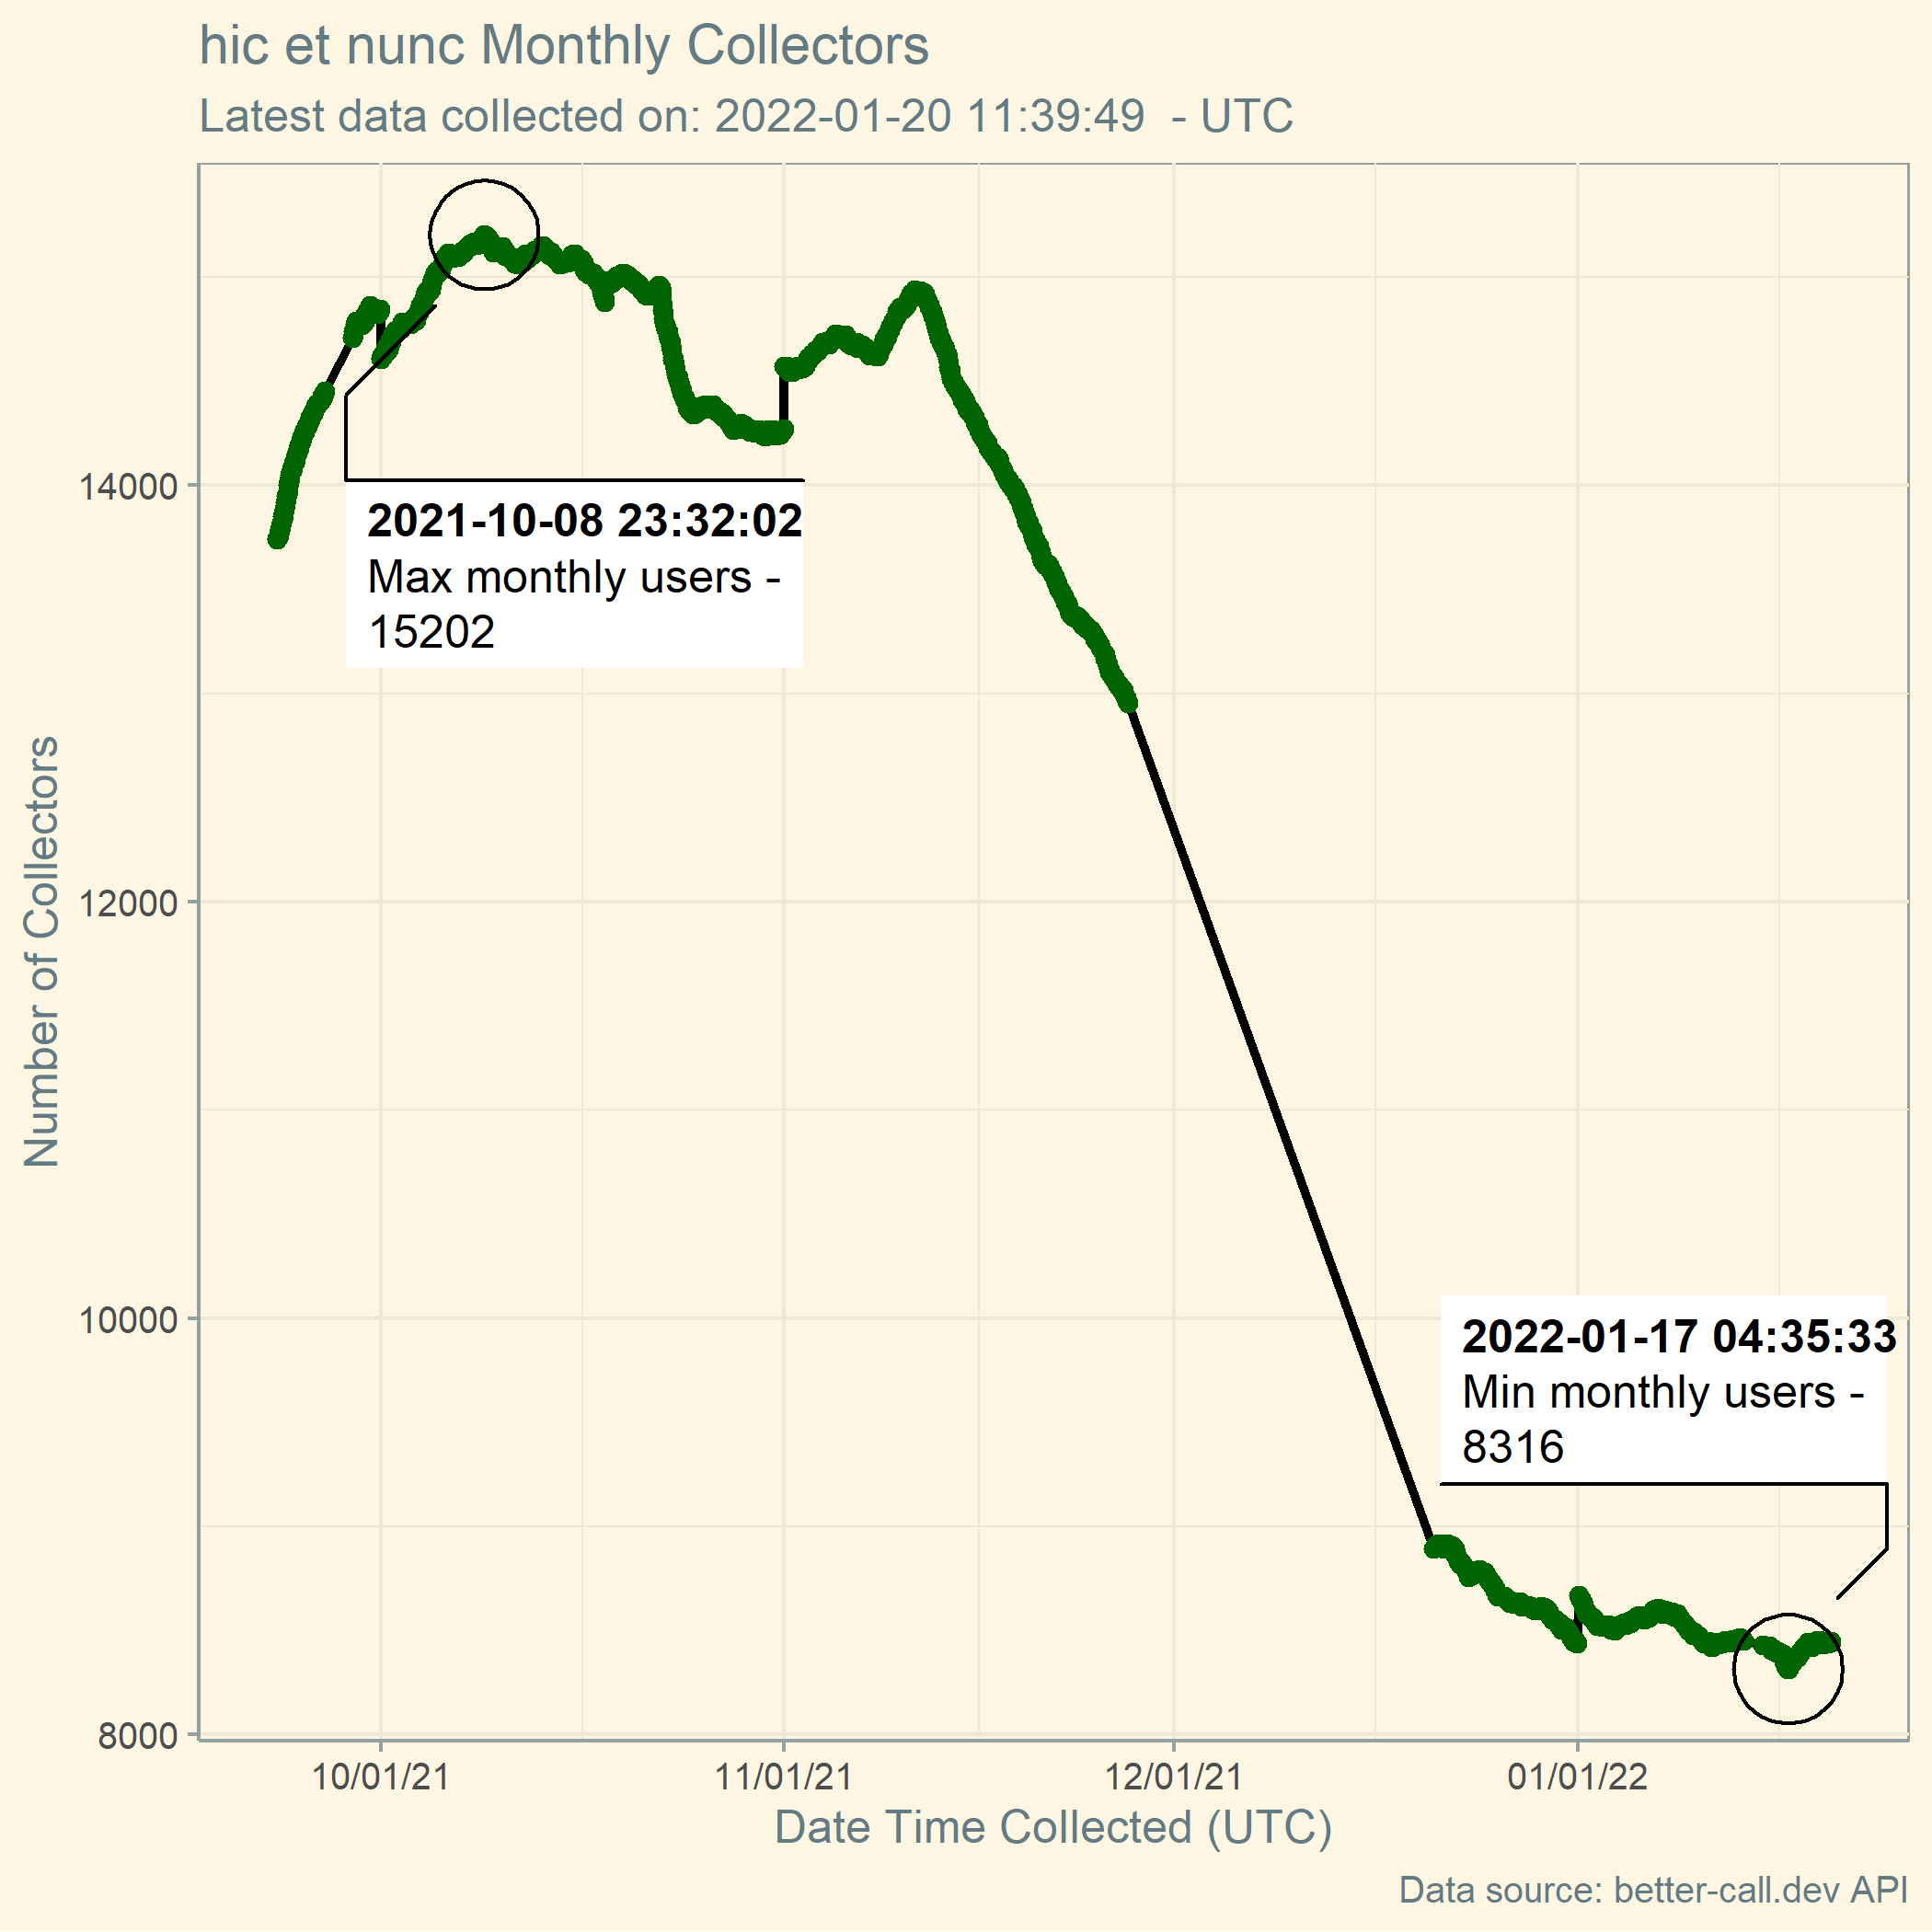 hic et nunc Monthly Collectors
Latest data collected on: 2022-01-20 11:39:49  - UTC
Number of Collectors
14000
12000
10000
8000
2021-10-08 23:32:02
Max monthly users -
15202
2022-01-17 04:35:33
Min monthly users -
8316
10/01/21
11/01/21
12/01/21
01/01/22
Date Time Collected (UTC)
Data source: better-call.dev API